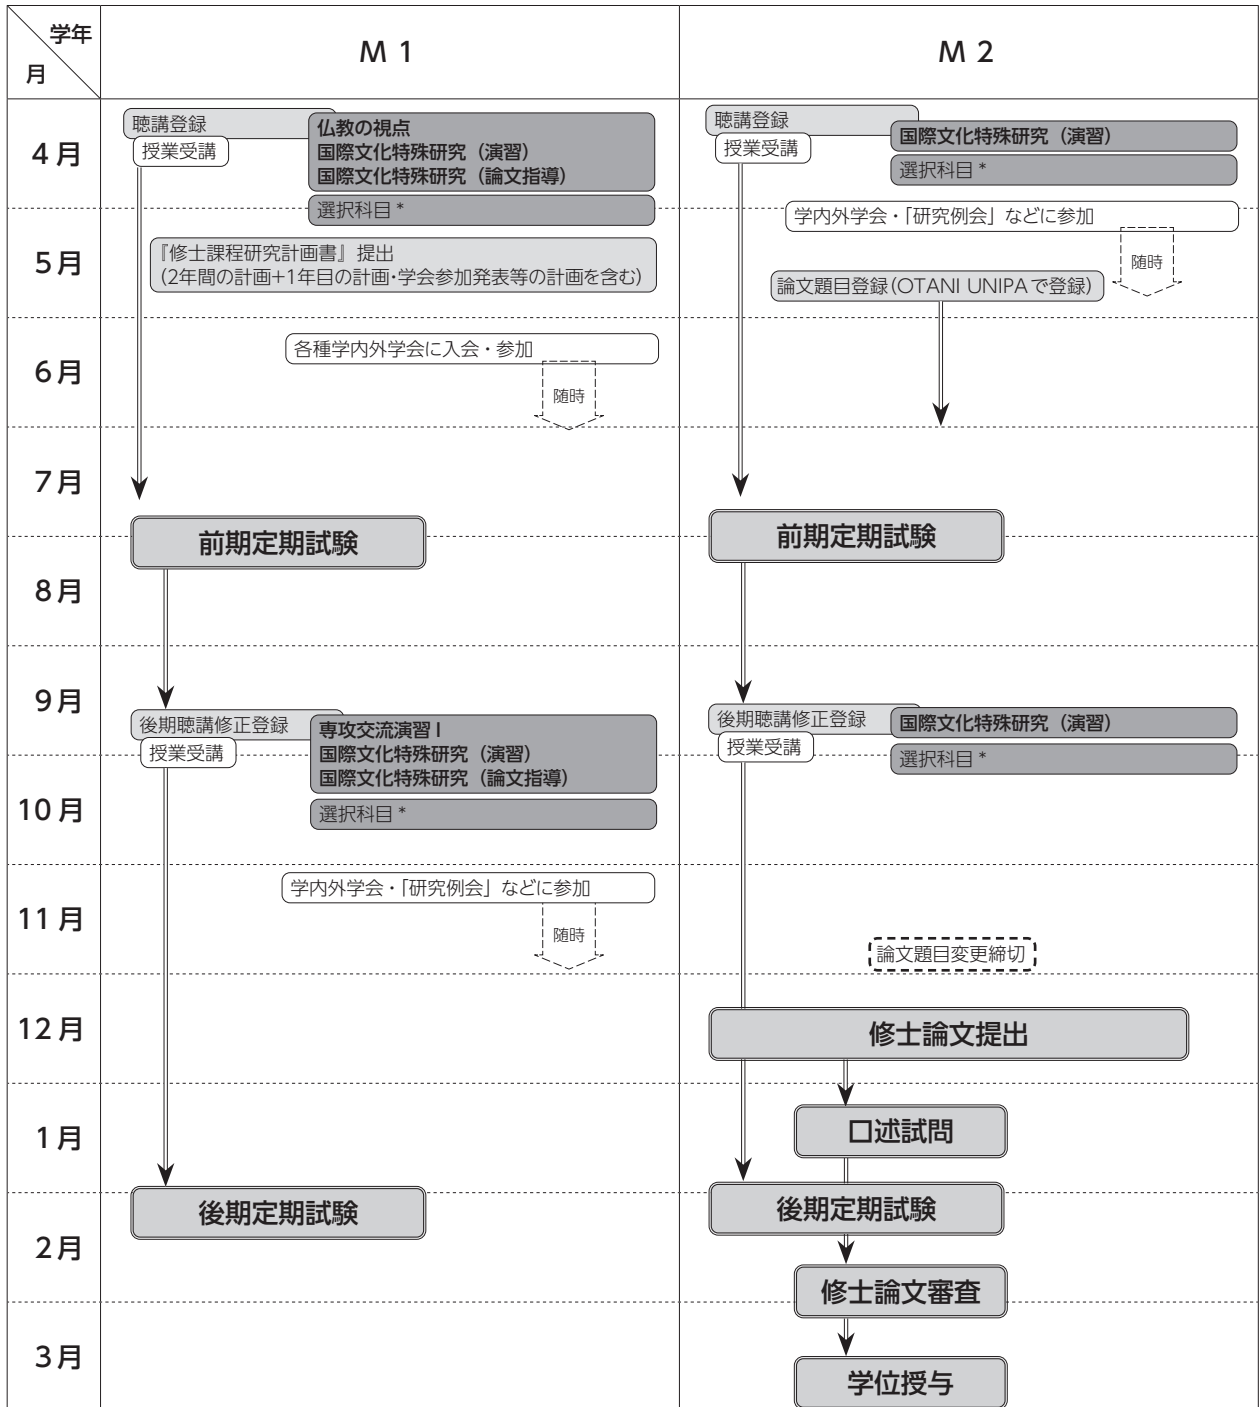 学年
月
M 1
M 2
4月
聴講登録
授業受講
仏教の視点
国際文化特殊研究（演習）
国際文化特殊研究（論文指導）
選択科目*
聴講登録
授業受講
国際文化特殊研究（演習）
選択科目*
5月
『修士課程研究計画書』提出
(2年間の計画+1年目の計画・学会参加発表等の計画を含む)
学内外学会・「研究例会」などに参加
随時
論文題目登録(OTANI UNIPAで登録)
6月
各種学内外学会に入会・参加
随時
7月
前期定期試験
前期定期試験
8月
9月
後期聴講修正登録
授業受講
専攻交流演習Ⅰ
国際文化特殊研究（演習）
国際文化特殊研究（論文指導）
選択科目*
後期聴講修正登録
授業受講
国際文化特殊研究（演習）
選択科目*
10月
11月
学内外学会・「研究例会」などに参加
随時
論文題目変更締切
12月
修士論文提出
1月
口述試問
後期定期試験
後期定期試験
2月
修士論文審査
3月
学位授与